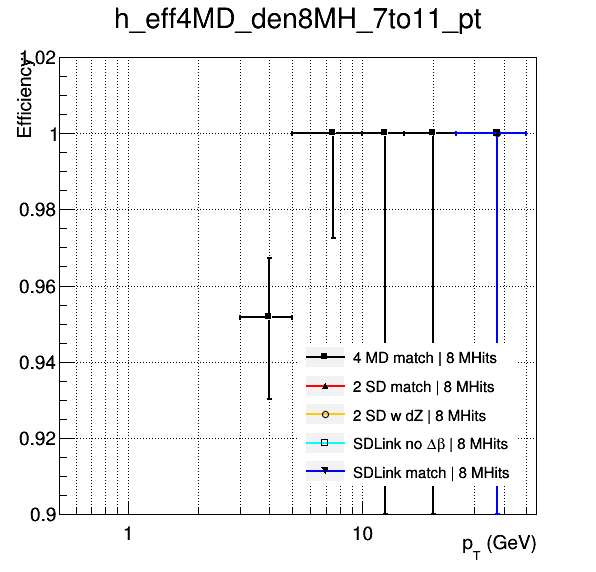 h_eff4MD_den8MH_7to11_pt
Efficiency
1.02
1
0.98
0.96
0.94
0.92
0.9
4 MD match | 8 MHits
2 SD match | 8 MHits
2 SD w dZ | 8 MHits
SDLink no Δβ | 8 MHits
SDLink match | 8 MHits
1
10
p_T (GeV)